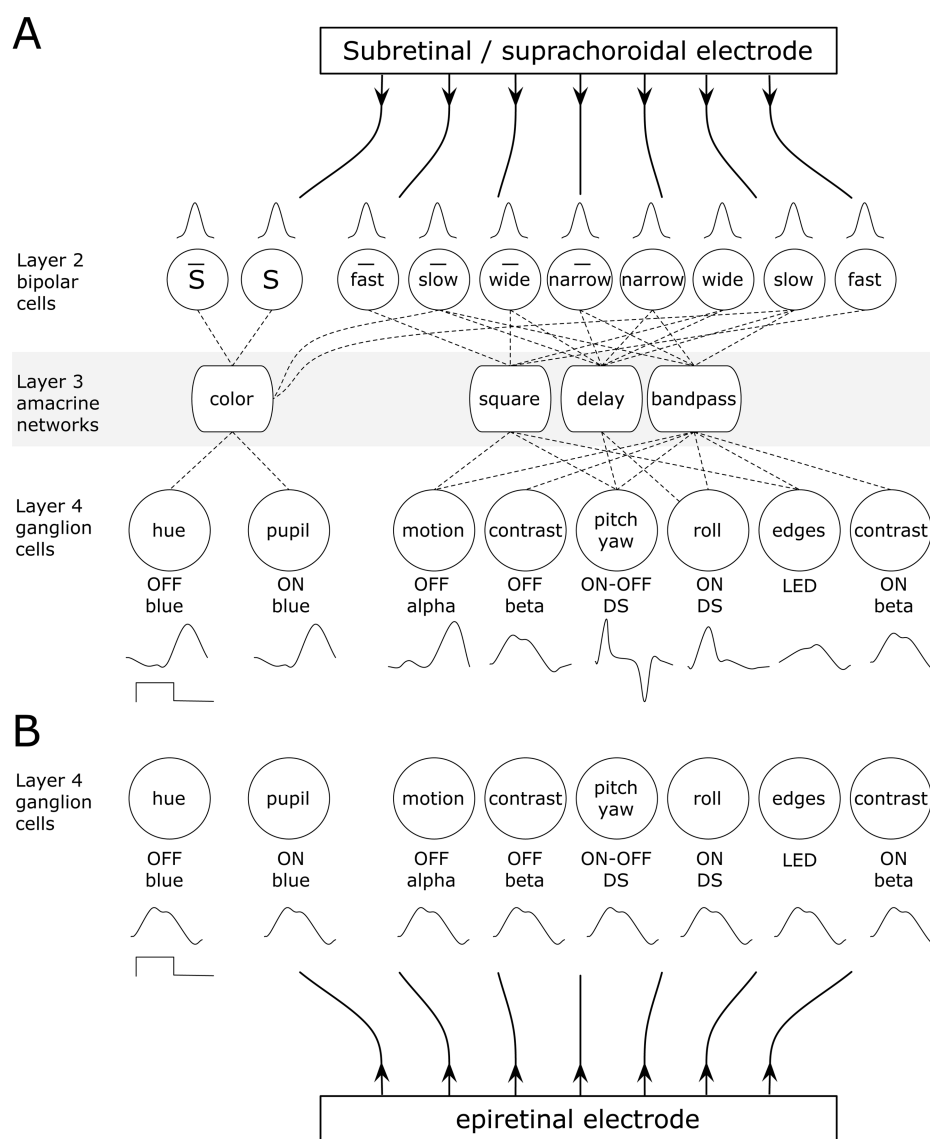 A
Subretinal / suprachoroidal electrode
Layer 2
bipolar
cells
S̅ S fast slow wide narrow narrow wide slow fast
Layer 3
amacrine
networks
color square delay bandpass
Layer 4
ganglion
cells
hue pupil motion contrast pitch yaw roll edges contrast
OFF ON OFF OFF ON-OFF ON LED ON
blue blue alpha beta DS DS beta
B
Layer 4
ganglion
cells
hue pupil motion contrast pitch yaw roll edges contrast
OFF ON OFF OFF ON-OFF ON LED ON
blue blue alpha beta DS DS beta
epiretinal electrode